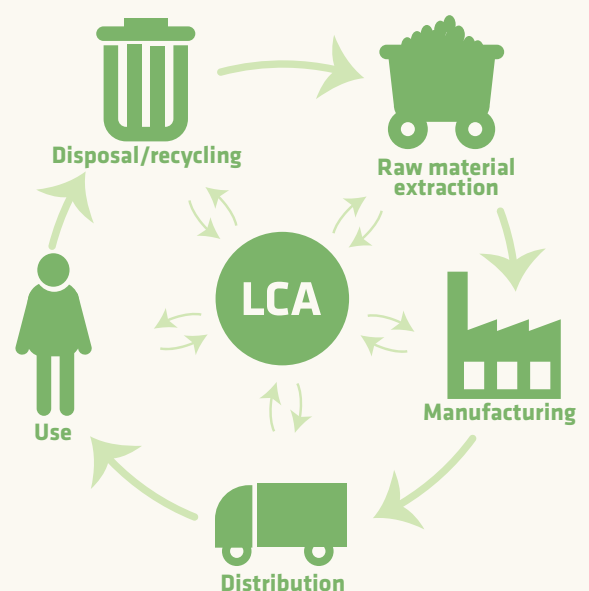 Disposal/recycling
Raw material
extraction
LCA
Manufacturing
Use
Distribution